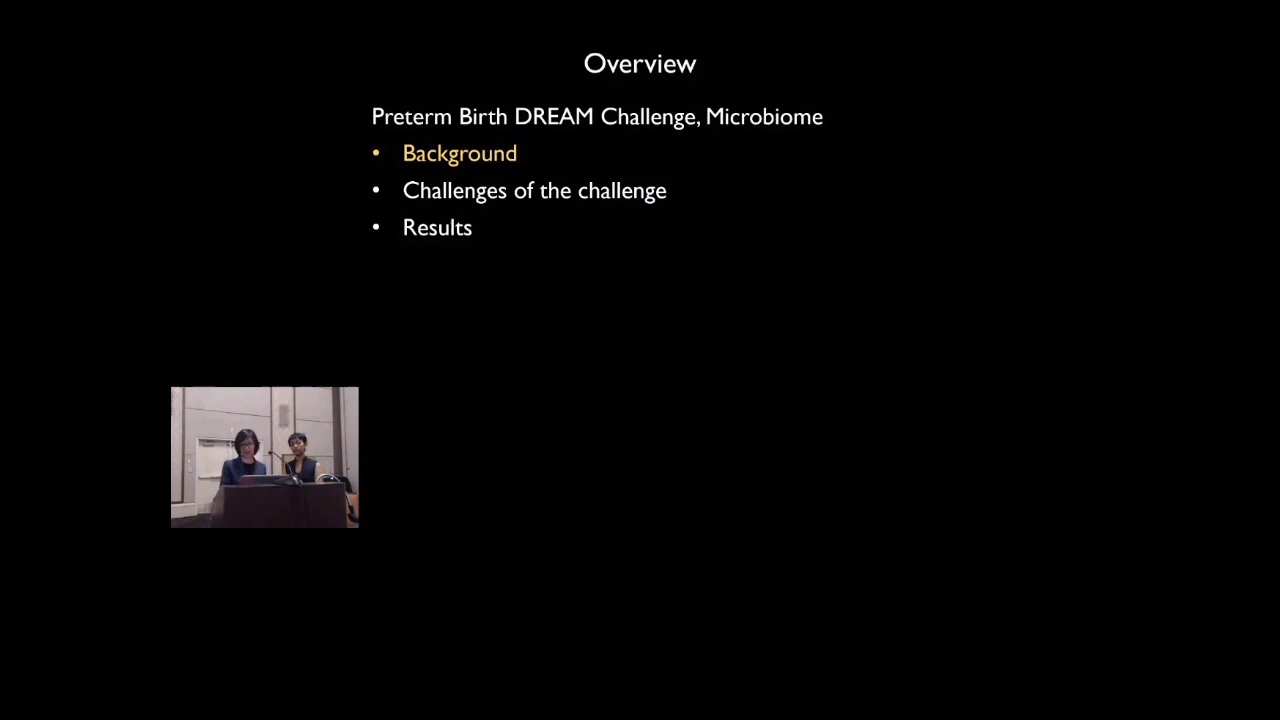 Overview
Preterm Birth DREAM Challenge, Microbiome
• Background
• Challenges of the challenge
• Results